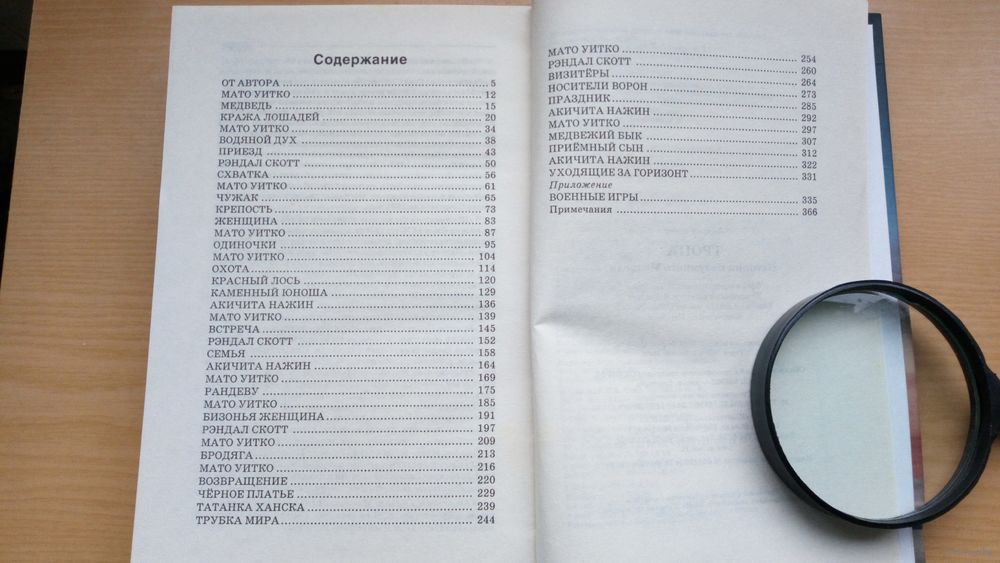 Содержание
ОТ АВТОРА 5
МАТО УИТКО 12
МЕДВЕДЬ 15
КРАЖА ЛОШАДЕЙ 20
МАТО УИТКО 34
ВОДЯНОЙ ДУХ 38
ПРИЕЗД 43
РЭНДАЛ СКОТТ 50
СХВАТКА 56
МАТО УИТКО 61
ЧУЖАК 65
КРЕПОСТЬ 73
ЖЕНЩИНА 83
МАТО УИТКО 87
ОДИНОЧКИ 95
МАТО УИТКО 104
ОХОТА 114
КРАСНЫЙ ЛОСЬ 120
КАМЕННЫЙ ЮНОША 129
АКИЧИТА НАЖИН 136
МАТО УИТКО 139
ВСТРЕЧА 145
РЭНДАЛ СКОТТ 152
СЕМЬЯ 158
АКИЧИТА НАЖИН 164
МАТО УИТКО 169
РАНДЕВУ 175
МАТО УИТКО 185
БИЗОНЬЯ ЖЕНЩИНА 191
РЭНДАЛ СКОТТ 197
МАТО УИТКО 209
БРОДЯГА 213
МАТО УИТКО 216
ВОЗВРАЩЕНИЕ 220
ЧЁРНОЕ ПЛАТЬЕ 229
ТАТАНКА ХАНСКА 239
ТРУБКА МИРА 244
МАТО УИТКО 254
РЭНДАЛ СКОТТ 260
ВИЗИТЁРЫ 264
НОСИТЕЛИ ВОРОН 273
ПРАЗДНИК 285
АКИЧИТА НАЖИН 292
МАТО УИТКО 297
МЕДВЕЖИЙ БЫК 307
ПРИЁМНЫЙ СЫН 312
АКИЧИТА НАЖИН 322
УХОДЯЩИЕ ЗА ГОРИЗОНТ 331
Приложение
ВОЕННЫЕ ИГРЫ 335
Примечания 366